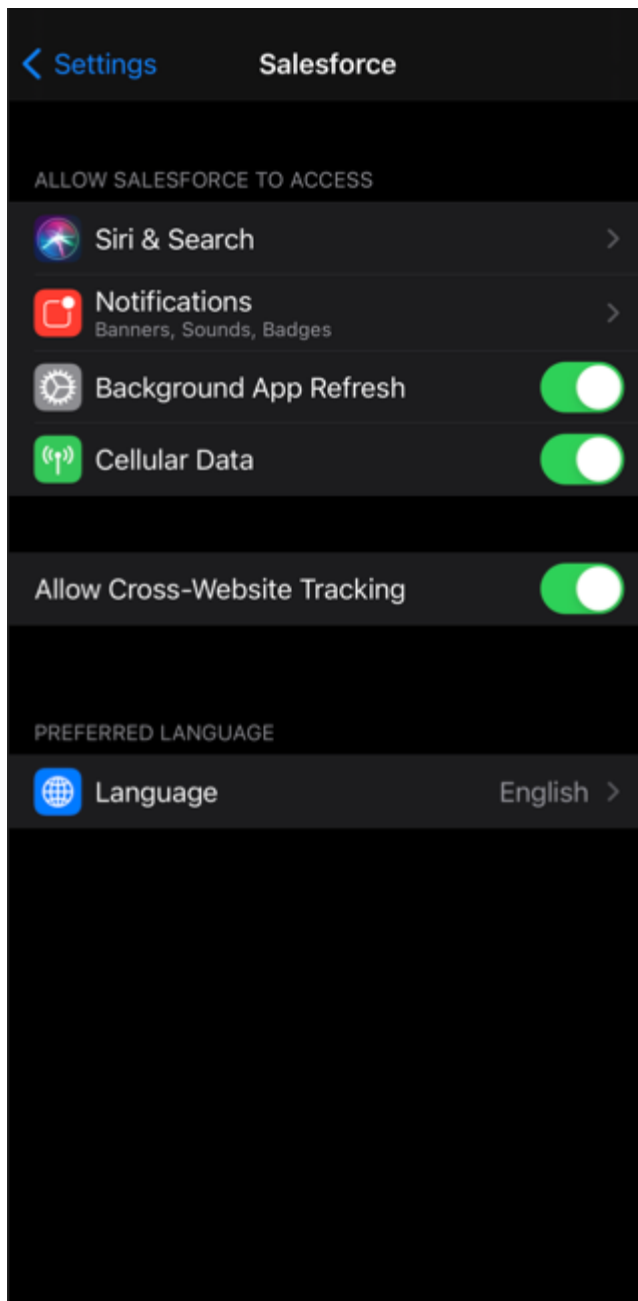 Settings Salesforce
ALLOW SALESFORCE TO ACCESS
Siri & Search
Notifications
Banners, Sounds, Badges
Background App Refresh
Cellular Data
Allow Cross-Website Tracking
PREFERRED LANGUAGE
Language English